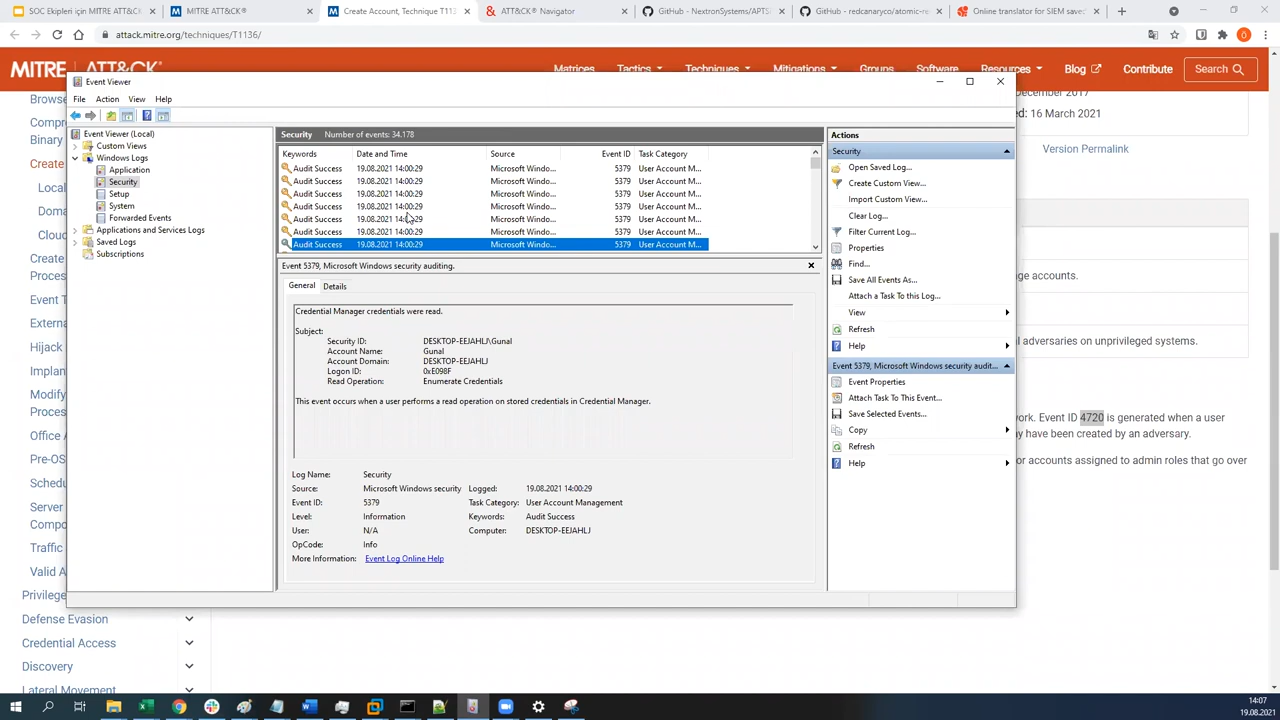 SOC Ekipleri için MITRE ATT&CK
MITRE ATT&CK®
Create Account, Technique T113
ATT&CK® Navigator
GitHub - NextronSystems/APTSi
GitHub - redcanaryco/atomic-re
Online translator for SIEM saved
attack.mitre.org/techniques/T1136/
MITRE ATT&CK
Matrices Tactics Techniques Mitigations Groups Software Resources Blog Contribute Search
December 2017
: 16 March 2021
Version Permalink
Brows
Compr
Binary
Create
Local
Doma
Cloud
Create
Proces
Event T
Externa
Hijack
Implan
Modify
Proces
Office A
Pre-OS
Schedu
Server
Compo
Traffic
Valid A
Privilege
Defense Evasion
Credential Access
Discovery
Lateral Movement
age accounts.
al adversaries on unprivileged systems.
work. Event ID 4720 is generated when a user
y have been created by an adversary.
or accounts assigned to admin roles that go over
Event Viewer
File Action View Help
Event Viewer (Local)
Custom Views
Windows Logs
Application
Security
Setup
System
Forwarded Events
Applications and Services Logs
Saved Logs
Subscriptions
Security Number of events: 34.178
Keywords Date and Time Source Event ID Task Category
Audit Success 19.08.2021 14:00:29 Microsoft Windo... 5379 User Account M...
Audit Success 19.08.2021 14:00:29 Microsoft Windo... 5379 User Account M...
Audit Success 19.08.2021 14:00:29 Microsoft Windo... 5379 User Account M...
Audit Success 19.08.2021 14:00:29 Microsoft Windo... 5379 User Account M...
Audit Success 19.08.2021 14:00:29 Microsoft Windo... 5379 User Account M...
Audit Success 19.08.2021 14:00:29 Microsoft Windo... 5379 User Account M...
Audit Success 19.08.2021 14:00:29 Microsoft Windo... 5379 User Account M...
Event 5379, Microsoft Windows security auditing.
General Details
Credential Manager credentials were read.
Subject:
Security ID: DESKTOP-EEJAHLJ\Gunal
Account Name: Gunal
Account Domain: DESKTOP-EEJAHLJ
Logon ID: 0xE098F
Read Operation: Enumerate Credentials
This event occurs when a user performs a read operation on stored credentials in Credential Manager.
Log Name: Security
Source: Microsoft Windows security Logged: 19.08.2021 14:00:29
Event ID: 5379 Task Category: User Account Management
Level: Information Keywords: Audit Success
User: N/A Computer: DESKTOP-EEJAHLJ
OpCode: Info
More Information: Event Log Online Help
Actions
Security
Open Saved Log...
Create Custom View...
Import Custom View...
Clear Log...
Filter Current Log...
Properties
Find...
Save All Events As...
Attach a Task To this Log...
View
Refresh
Help
Event 5379, Microsoft Windows security audit...
Event Properties
Attach Task To This Event...
Save Selected Events...
Copy
Refresh
Help
14:07
19.08.2021